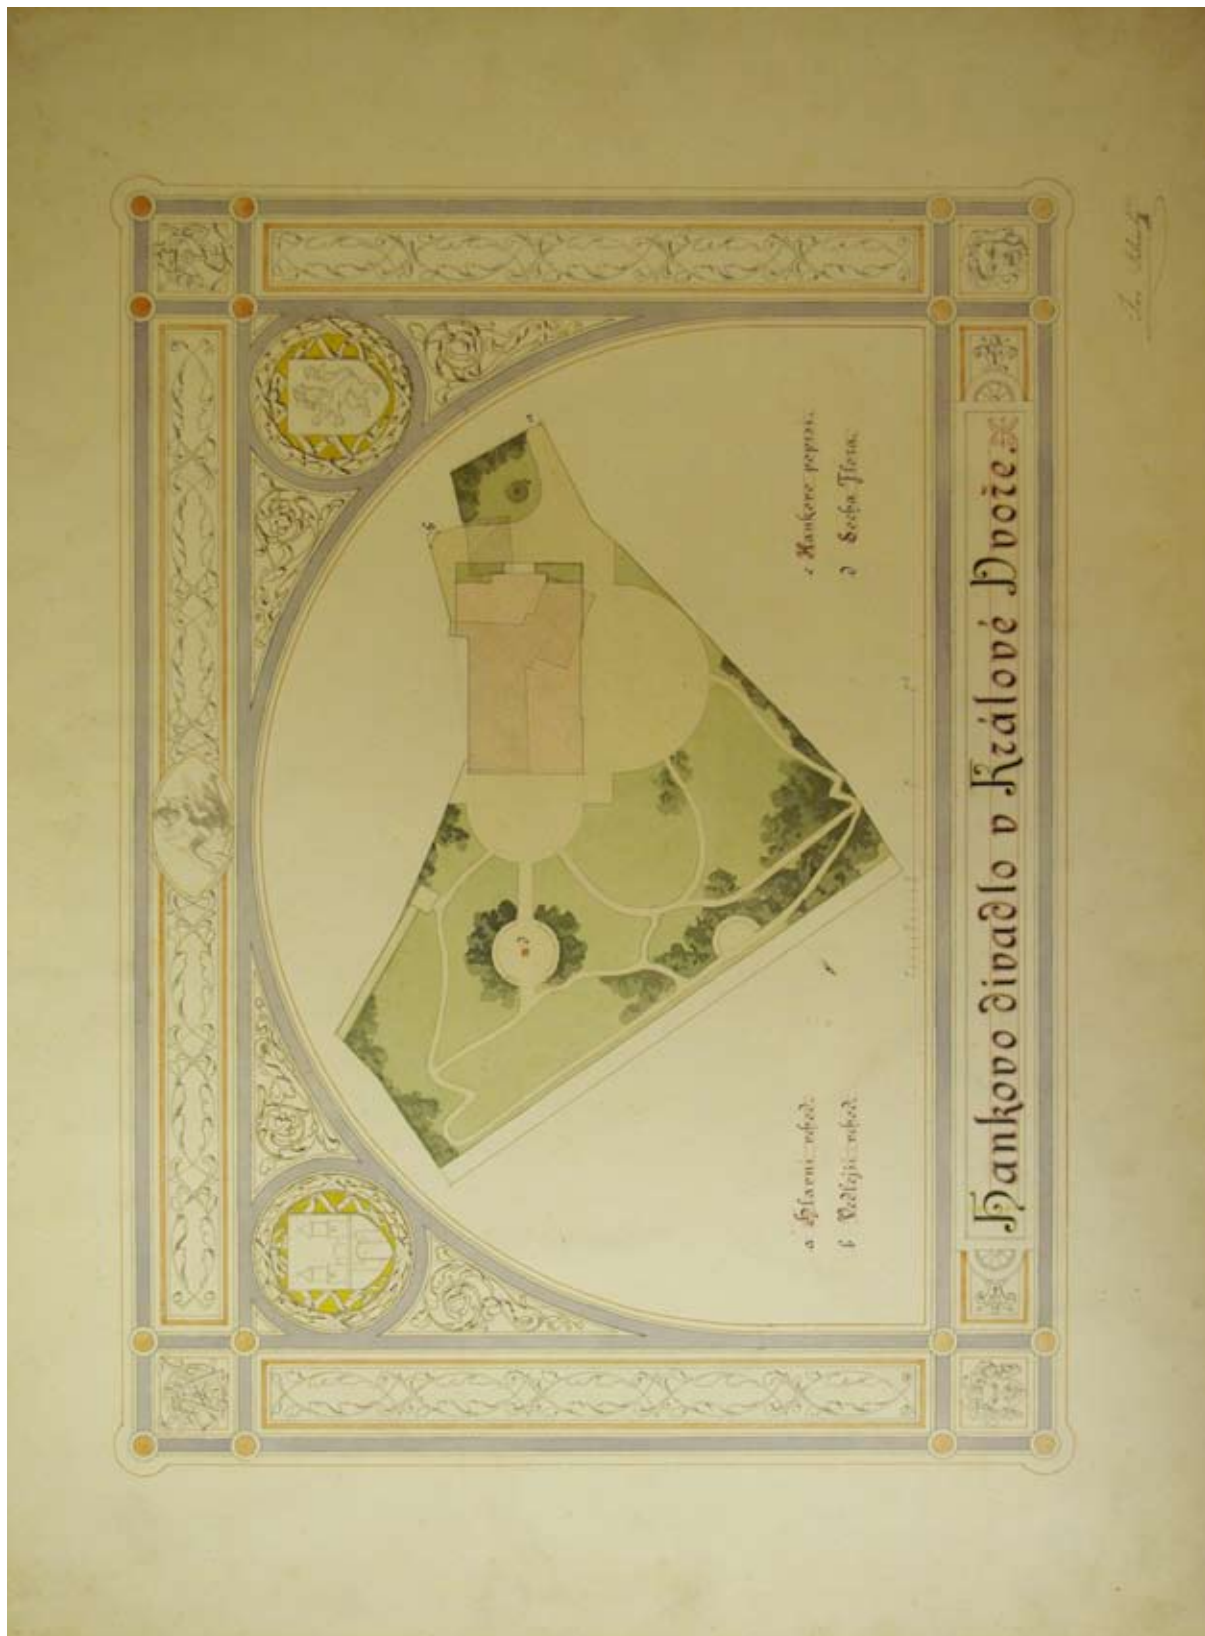 a Hlavní vchod.
b Vedlejší vchod.
c Hankovo poprsí.
d Socha Flora.
c
d
a
b
Hankovo divadlo v Králové Dvoře.